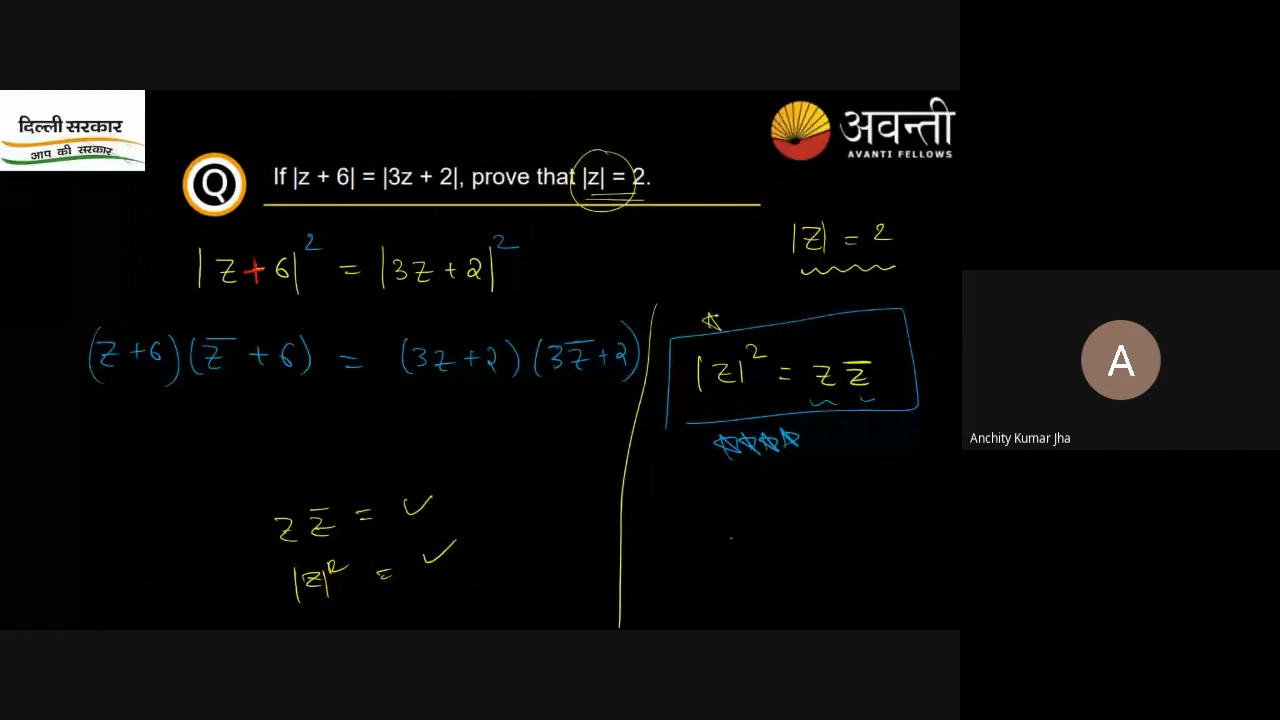 दिल्ली सरकार
आप की सरकार
अवन्ती
AVANTI FELLOWS
Q
If |z + 6| = |3z + 2|, prove that |z| = 2.
|z| = 2
|z + 6|² = |3z + 2|²
(z + 6)(z̅ + 6) = (3z + 2)(3z̅ + 2)
|z|² = z z̅
z z̅ = ✓
|z|² = ✓
A
Anchity Kumar Jha